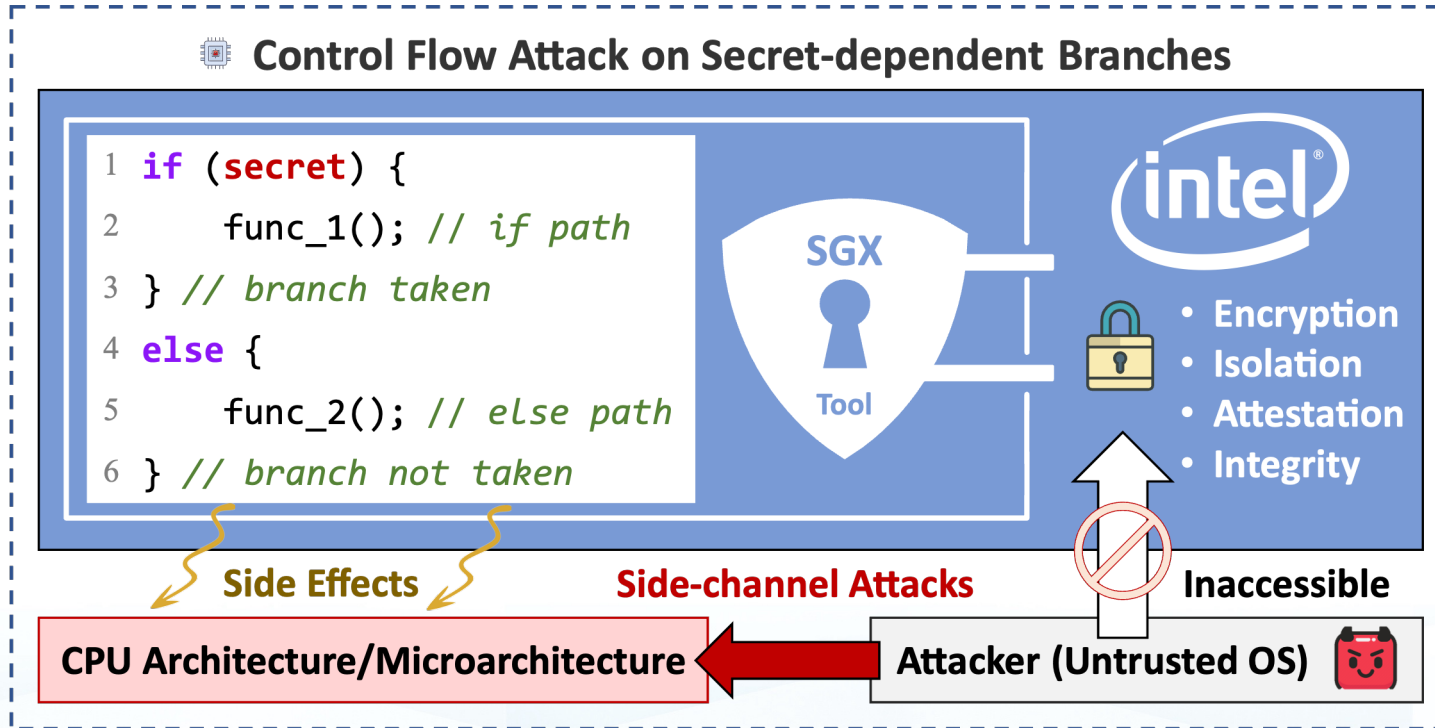 Control Flow Attack on Secret-dependent Branches
1 if (secret) {
2 func_1(); // if path
3 } // branch taken
4 else {
5 func_2(); // else path
6 } // branch not taken
SGX
Tool
intel®
• Encryption
• Isolation
• Attestation
• Integrity
Side Effects
Side-channel Attacks
Inaccessible
CPU Architecture/Microarchitecture
Attacker (Untrusted OS)